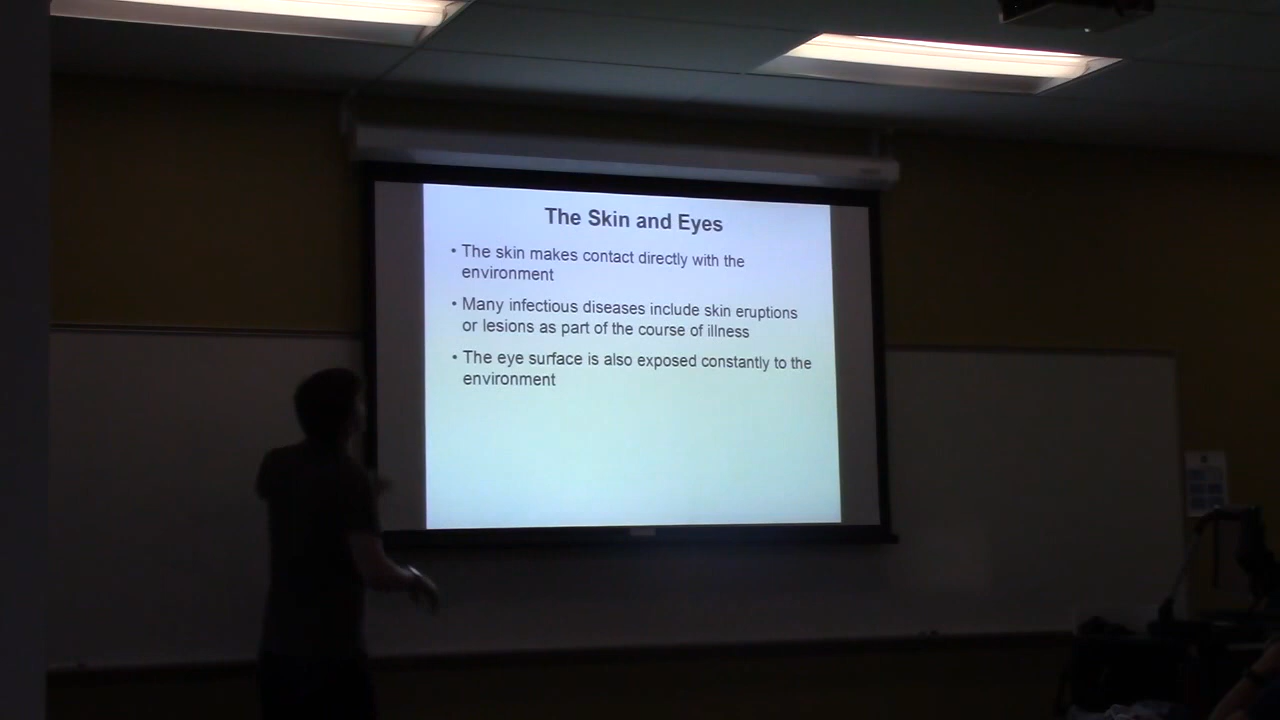 The Skin and Eyes
• The skin makes contact directly with the
environment
• Many infectious diseases include skin eruptions
or lesions as part of the course of illness
• The eye surface is also exposed constantly to the
environment